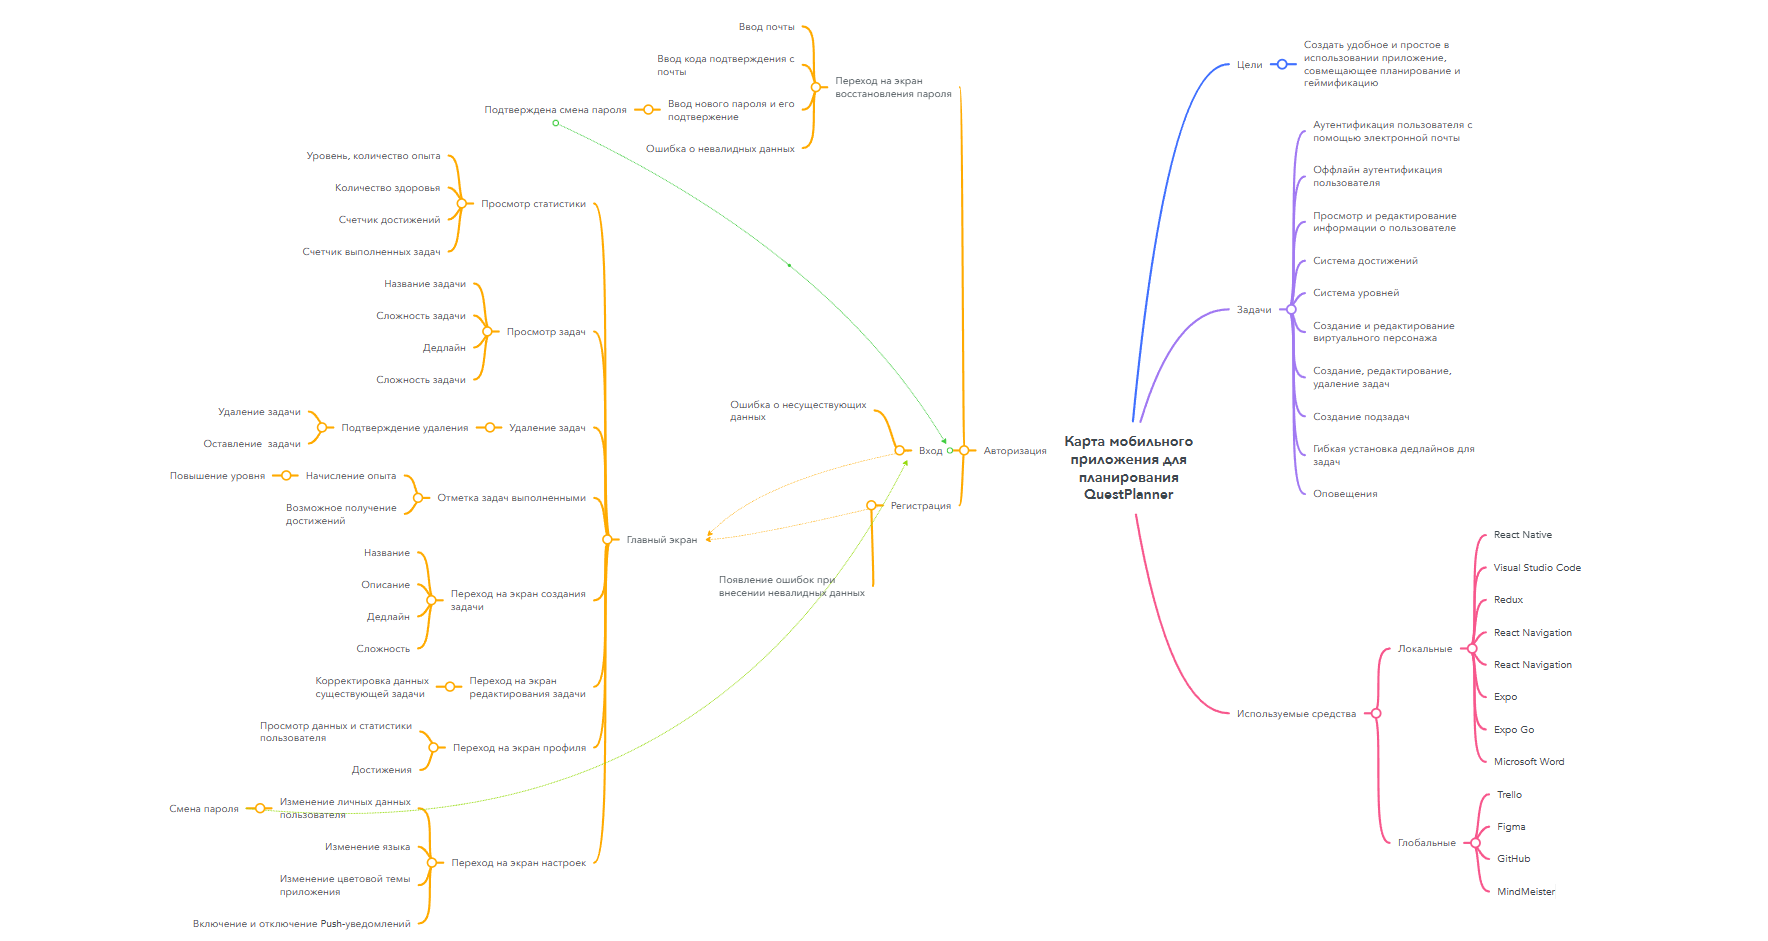 Карта мобильного
приложения для
планирования
QuestPlanner
Цели
Создать удобное и простое в
использовании приложение,
совмещающее планирование и
геймификацию
Задачи
Аутентификация пользователя с
помощью электронной почты
Оффлайн аутентификация
пользователя
Просмотр и редактирование
информации о пользователе
Система достижений
Система уровней
Создание и редактирование
виртуального персонажа
Создание, редактирование,
удаление задач
Создание подзадач
Гибкая установка дедлайнов для
задач
Оповещения
Используемые средства
Локальные
React Native
Visual Studio Code
Redux
React Navigation
React Navigation
Expo
Expo Go
Microsoft Word
Глобальные
Trello
Figma
GitHub
MindMeister
Авторизация
Переход на экран
восстановления пароля
Ввод почты
Ввод кода подтверждения с
почты
Ввод нового пароля и его
подтвержение
Подтверждена смена пароля
Ошибка о невалидных данных
Вход
Ошибка о несуществующих
данных
Регистрация
Появление ошибок при
внесении невалидных данных
Главный экран
Просмотр статистики
Уровень, количество опыта
Количество здоровья
Счетчик достижений
Счетчик выполненных задач
Просмотр задач
Название задачи
Сложность задачи
Дедлайн
Сложность задачи
Удаление задач
Подтверждение удаления
Удаление задачи
Оставление задачи
Отметка задач выполненными
Начисление опыта
Повышение уровня
Возможное получение
достижений
Переход на экран создания
задачи
Название
Описание
Дедлайн
Сложность
Переход на экран
редактирования задачи
Корректировка данных
существующей задачи
Переход на экран профиля
Просмотр данных и статистики
пользователя
Достижения
Переход на экран настроек
Изменение личных данных
пользователя
Смена пароля
Изменение языка
Изменение цветовой темы
приложения
Включение и отключение Push-уведомлений